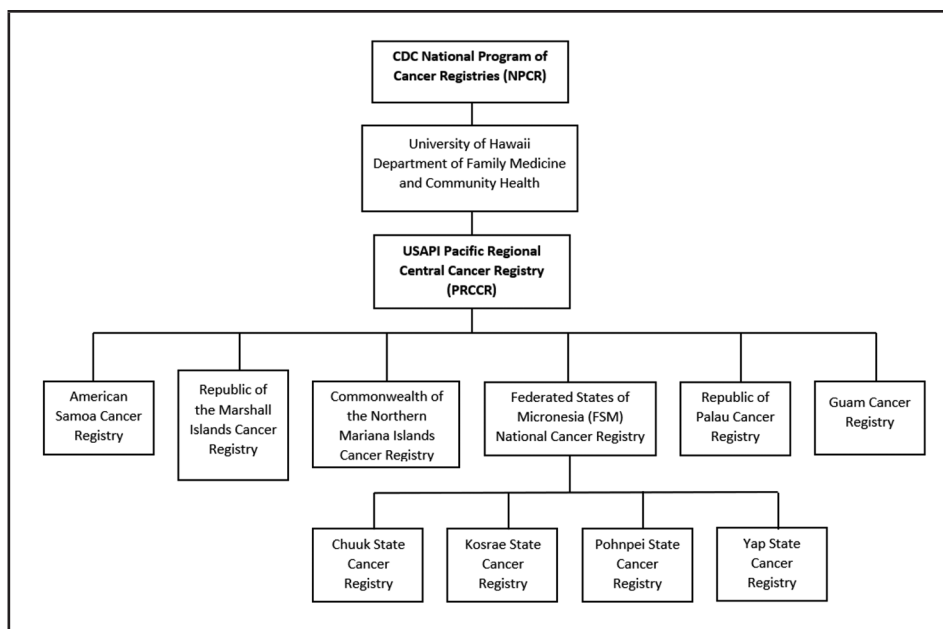 CDC National Program of
Cancer Registries (NPCR)
University of Hawaii
Department of Family Medicine
and Community Health
USAPI Pacific Regional
Central Cancer Registry
(PRCCR)
American
Samoa Cancer
Registry
Republic of
the Marshall
Islands Cancer
Registry
Commonwealth of
the Northern
Mariana Islands
Cancer Registry
Federated States of
Micronesia (FSM)
National Cancer Registry
Republic of
Palau Cancer
Registry
Guam Cancer
Registry
Chuuk State
Cancer
Registry
Kosrae State
Cancer
Registry
Pohnpei State
Cancer
Registry
Yap State
Cancer
Registry